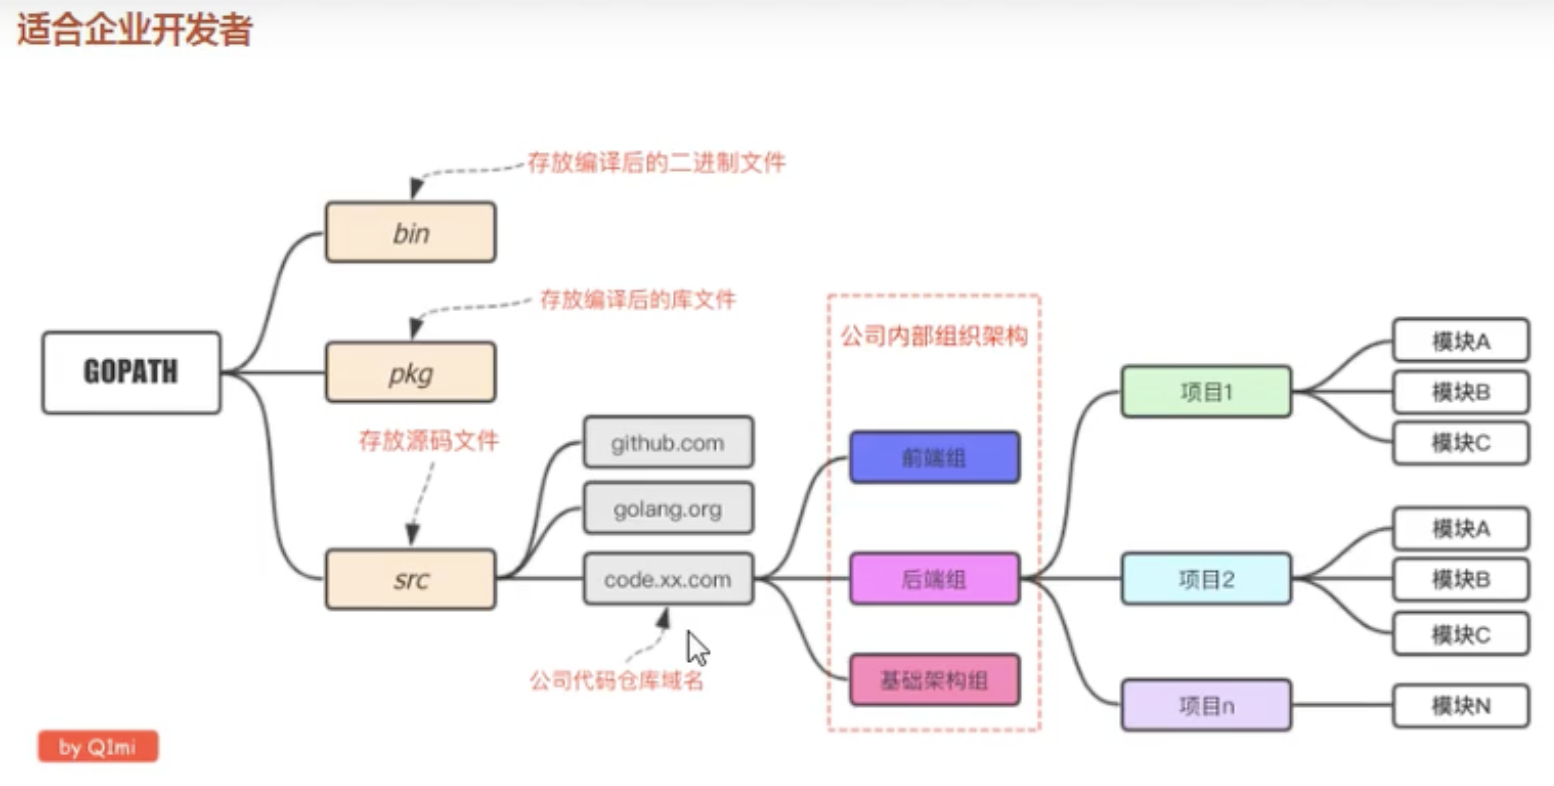 适合企业开发者
存放编译后的二进制文件
bin
存放编译后的库文件
pkg
GOPATH
存放源码文件
src
github.com
golang.org
code.xx.com
公司代码仓库域名
公司内部组织架构
前端组
后端组
基础架构组
项目1
模块A
模块B
模块C
项目2
模块A
模块B
模块C
项目n
模块N
by Q1mi